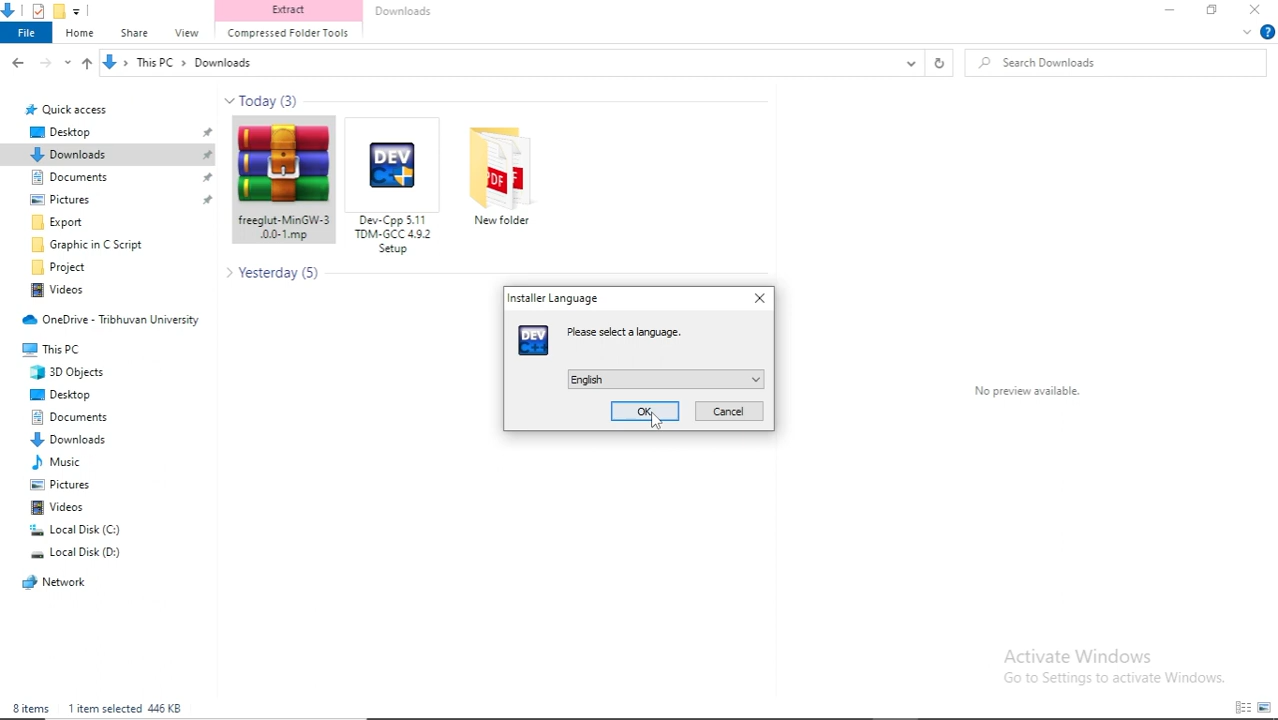 Extract
Downloads
File
Home
Share
View
Compressed Folder Tools
This PC
Downloads
Search Downloads
Quick access
Desktop
Downloads
Documents
Pictures
Export
Graphic in C Script
Project
Videos
OneDrive - Tribhuvan University
This PC
3D Objects
Desktop
Documents
Downloads
Music
Pictures
Videos
Local Disk (C:)
Local Disk (D:)
Network
Today (3)
freeglut-MinGW-3
.0.0-1.mp
DEV
C++
Dev-Cpp 5.11
TDM-GCC 4.9.2
Setup
PDF
New folder
Yesterday (5)
Installer Language
DEV
C++
Please select a language.
English
OK
Cancel
No preview available.
Activate Windows
Go to Settings to activate Windows.
8 items
1 item selected 446 KB